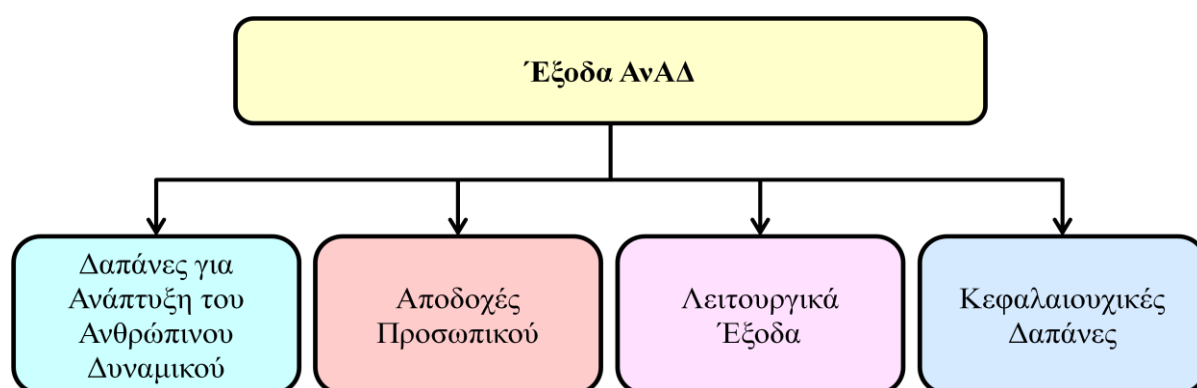 Έξοδα ΑνΑΔ
Δαπάνες για
Ανάπτυξη του
Ανθρώπινου
Δυναμικού
Αποδοχές
Προσωπικού
Λειτουργικά
Έξοδα
Κεφαλαιουχικές
Δαπάνες